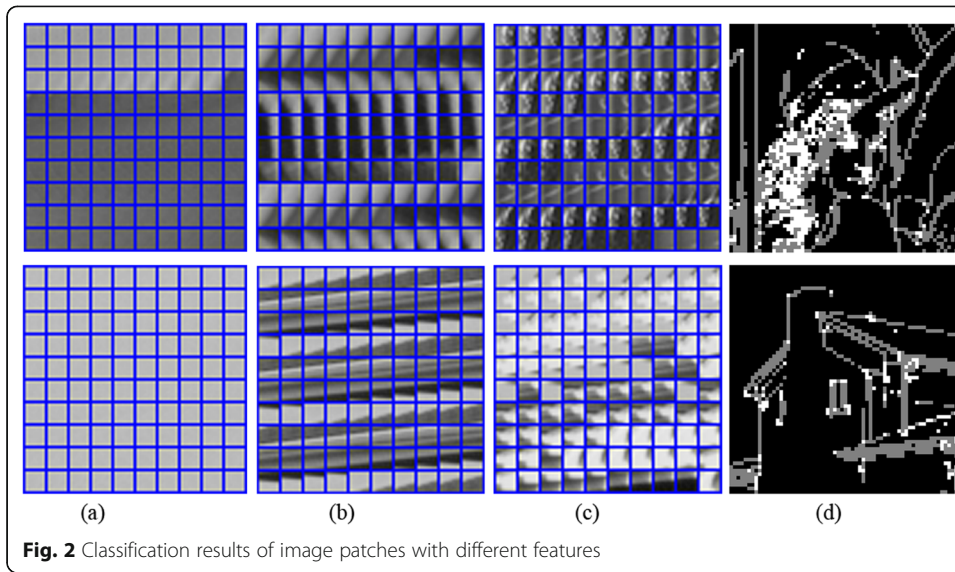 (a) (b) (c) (d)
Fig. 2 Classification results of image patches with different features